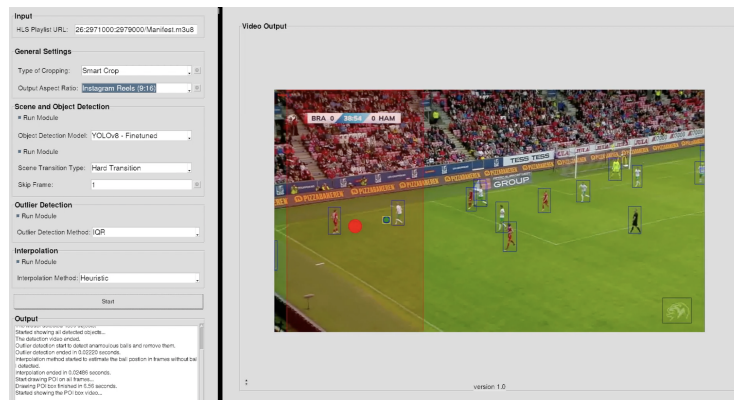 Input
HLS Playlist URL: 26:2971000:2979000/Manifest.m3u8
General Settings
Type of Cropping: Smart Crop
Output Aspect Ratio: Instagram Reels (9:16)
Scene and Object Detection
Run Module
Object Detection Model: YOLOv8 - Finetuned
Run Module
Scene Transition Type: Hard Transition
Skip Frame: 1
Outlier Detection
Run Module
Outlier Detection Method: IQR
Interpolation
Run Module
Interpolation Method: Heuristic
Start
Output
Started showing all detected objects...
The detection video ended.
Outlier detection start to detect anamoulous balls and remove them.
Outlier detection ended in 0.02220 seconds.
Interpolation method started to estimate the ball position in frames without bal
detected.
Interpolation ended in 0.02486 seconds.
Start drawing POI on all frames...
Drawing POI box finished in 0.56 seconds.
Started showing the POI box video...
Video Output
BRA 0 38:54 0 HAM
TESS TESS
GROUP
PIZZABAKEREN PIZZABAKEREN PIZZABAKEREN
version 1.0